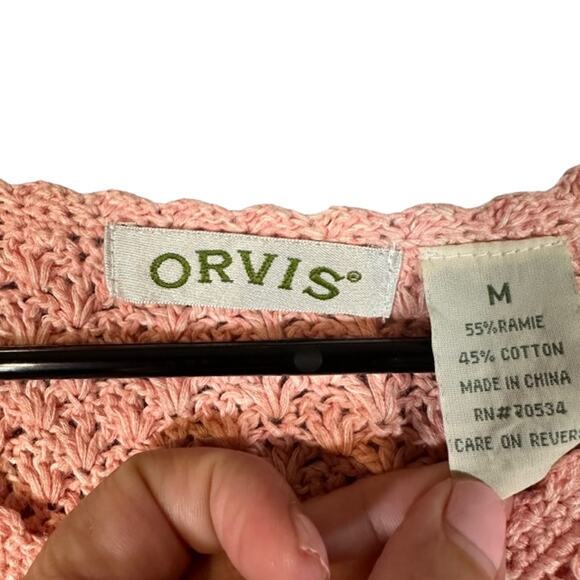 ORVIS®
M
55%RAMIE
45% COTTON
MADE IN CHINA
RN#70534
CARE ON REVERS